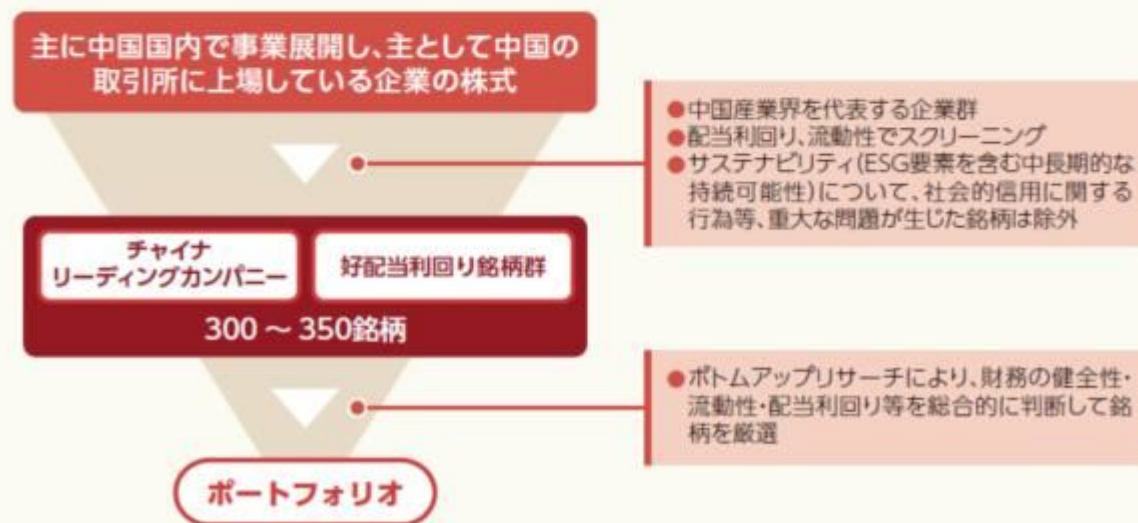 主に中国国内で事業展開し、主として中国の
取引所に上場している企業の株式
●中国産業界を代表する企業群
●配当利回り、流動性でスクリーニング
●サステナビリティ(ESG要素を含む中長期的な
持続可能性)について、社会的信用に関する
行為等、重大な問題が生じた銘柄は除外
チャイナ
リーディングカンパニー
好配当利回り銘柄群
300 ～ 350銘柄
●ボトムアップリサーチにより、財務の健全性・
流動性・配当利回り等を総合的に判断して銘
柄を厳選
ポートフォリオ